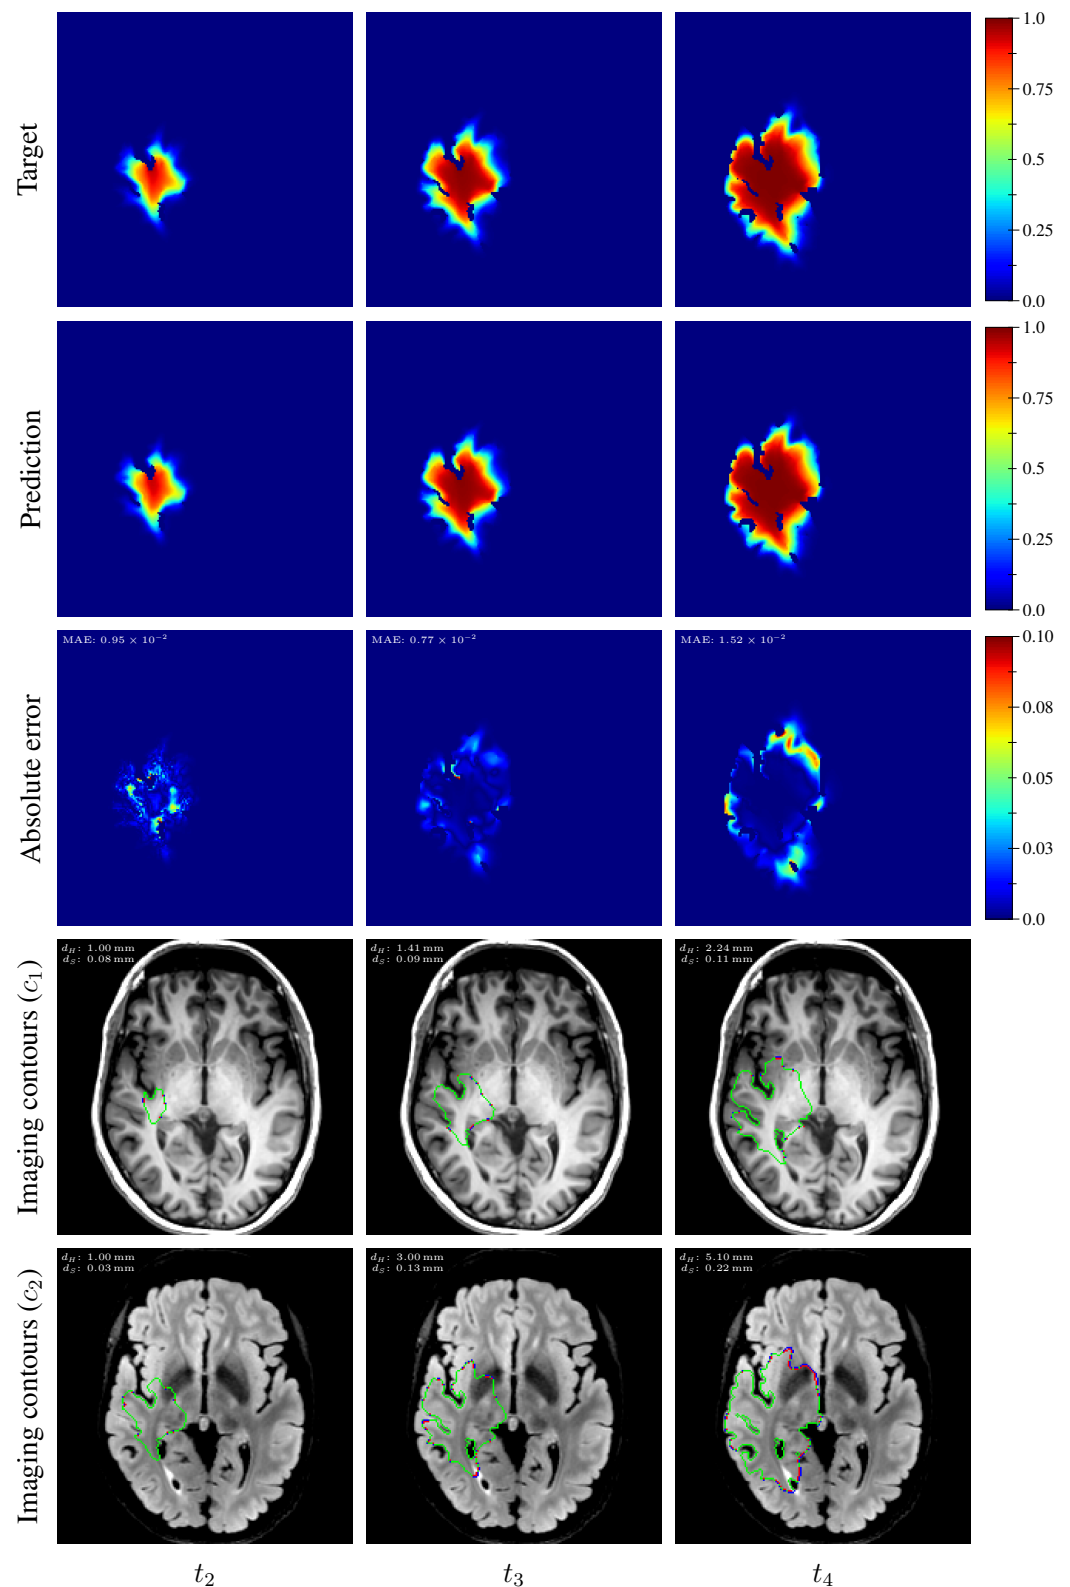 Target
1.0
0.75
0.5
0.25
0.0
Prediction
1.0
0.75
0.5
0.25
0.0
Absolute error
MAE: 0.95 × 10⁻²
MAE: 0.77 × 10⁻²
MAE: 1.52 × 10⁻²
0.10
0.08
0.05
0.03
0.0
Imaging contours (c₁)
d_H: 1.00 mm
d_S: 0.08 mm
d_H: 1.41 mm
d_S: 0.09 mm
d_H: 2.24 mm
d_S: 0.11 mm
Imaging contours (c₂)
d_H: 1.00 mm
d_S: 0.03 mm
d_H: 3.00 mm
d_S: 0.13 mm
d_H: 5.10 mm
d_S: 0.22 mm
t₂
t₃
t₄